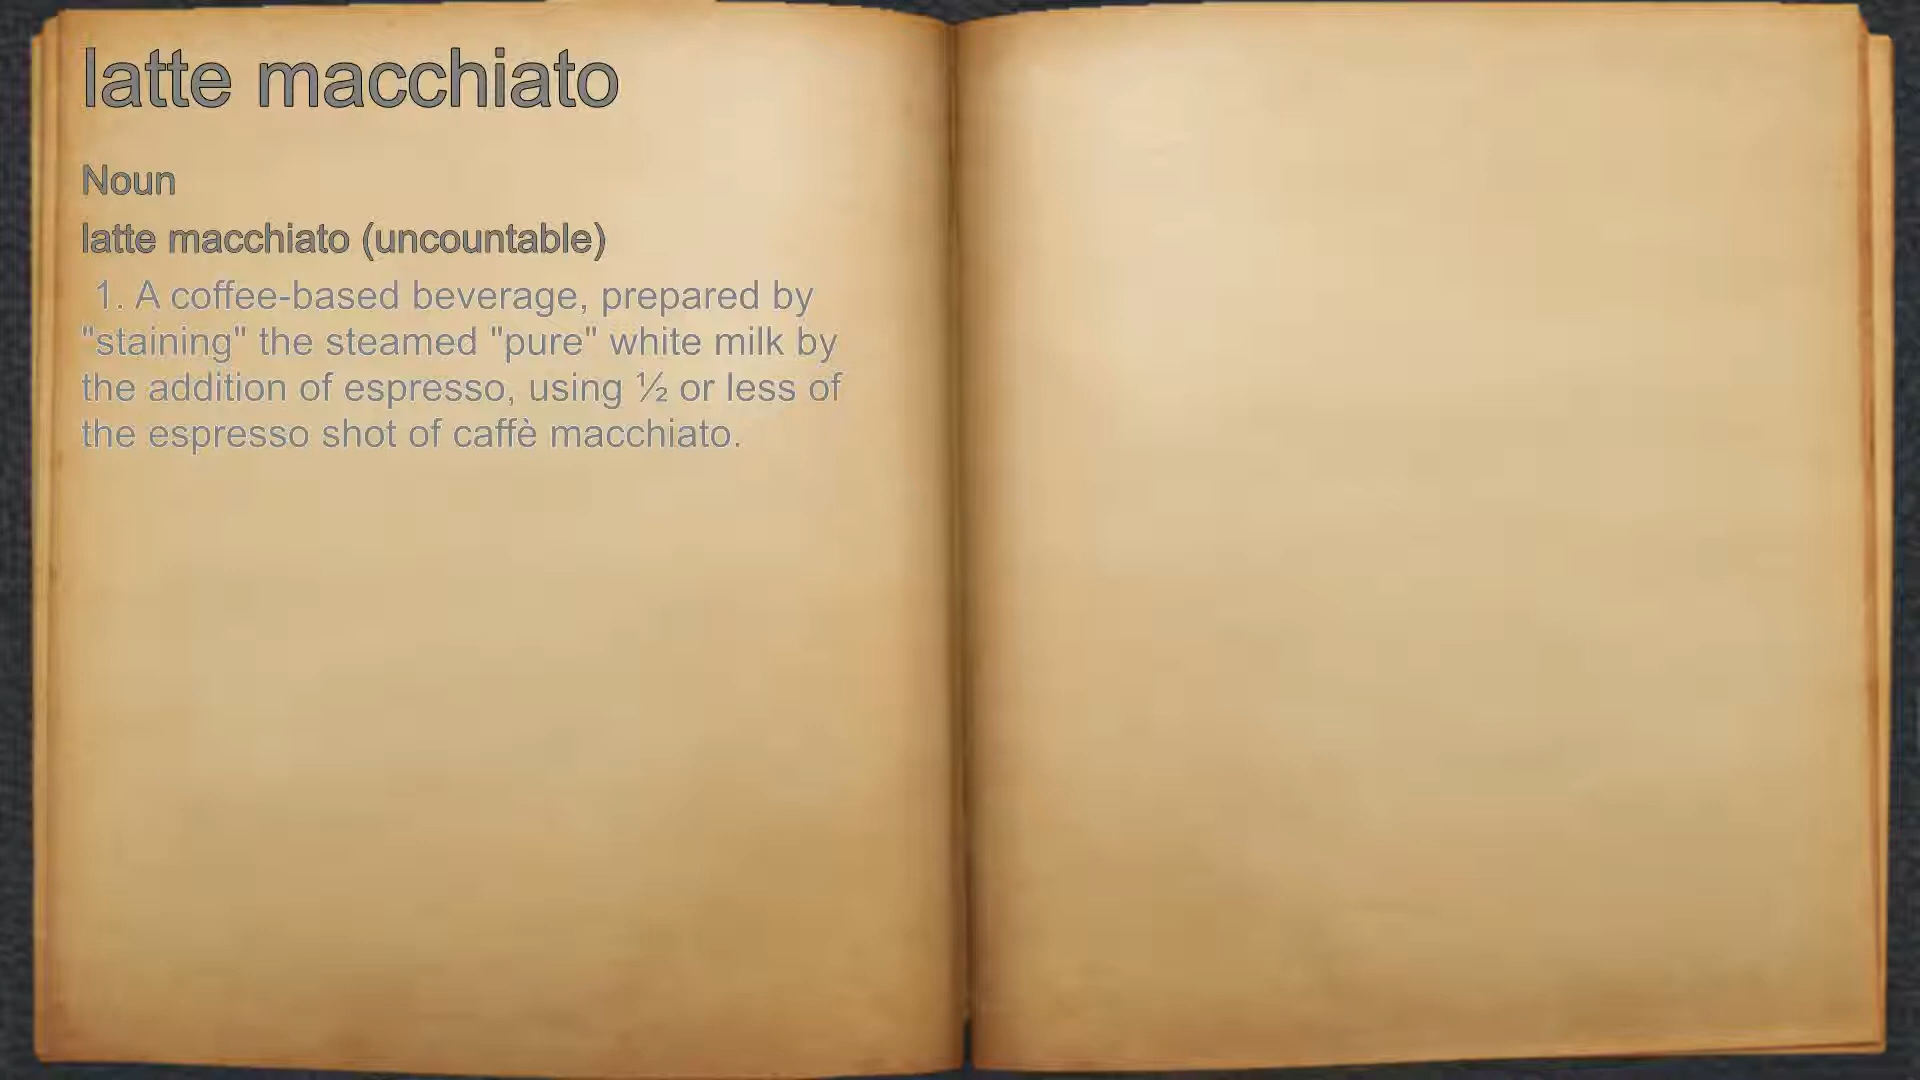 latte macchiato
Noun
latte macchiato (uncountable)
1. A coffee-based beverage, prepared by
"staining" the steamed "pure" white milk by
the addition of espresso, using ½ or less of
the espresso shot of caffè macchiato.